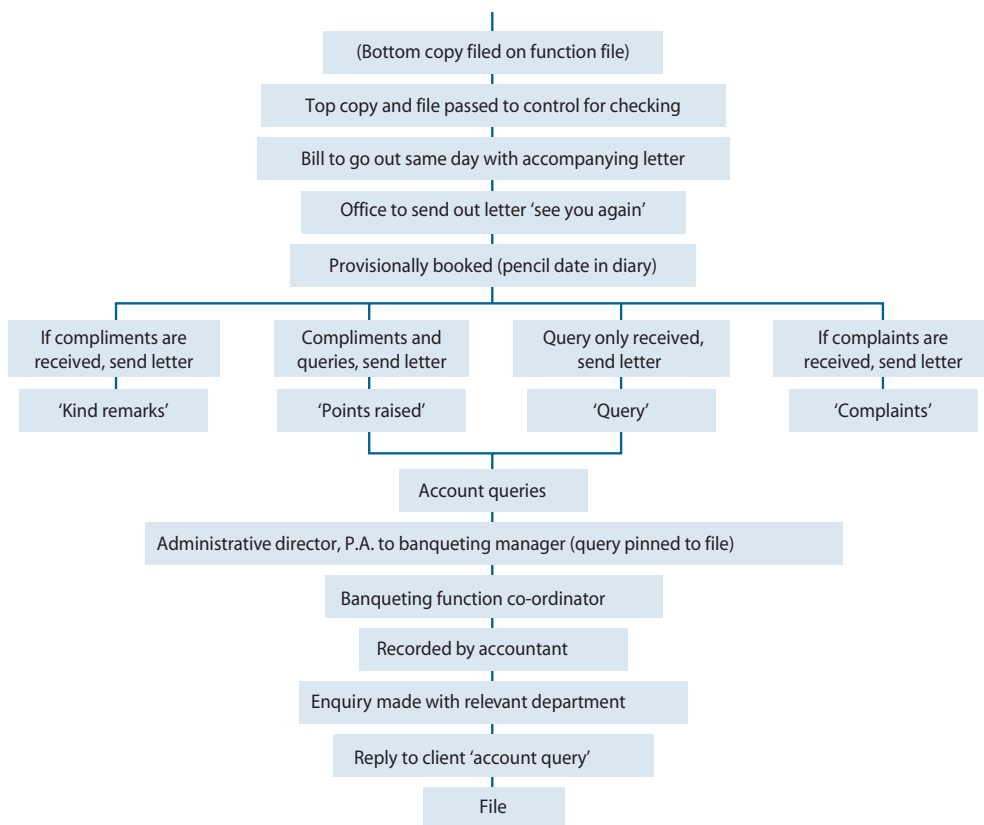 (Bottom copy filed on function file)
Top copy and file passed to control for checking
Bill to go out same day with accompanying letter
Office to send out letter ‘see you again’
Provisionally booked (pencil date in diary)
If compliments are
received, send letter
Compliments and
queries, send letter
Query only received,
send letter
If complaints are
received, send letter
‘Kind remarks’
‘Points raised’
‘Query’
‘Complaints’
Account queries
Administrative director, P.A. to banqueting manager (query pinned to file)
Banqueting function co-ordinator
Recorded by accountant
Enquiry made with relevant department
Reply to client ‘account query’
File